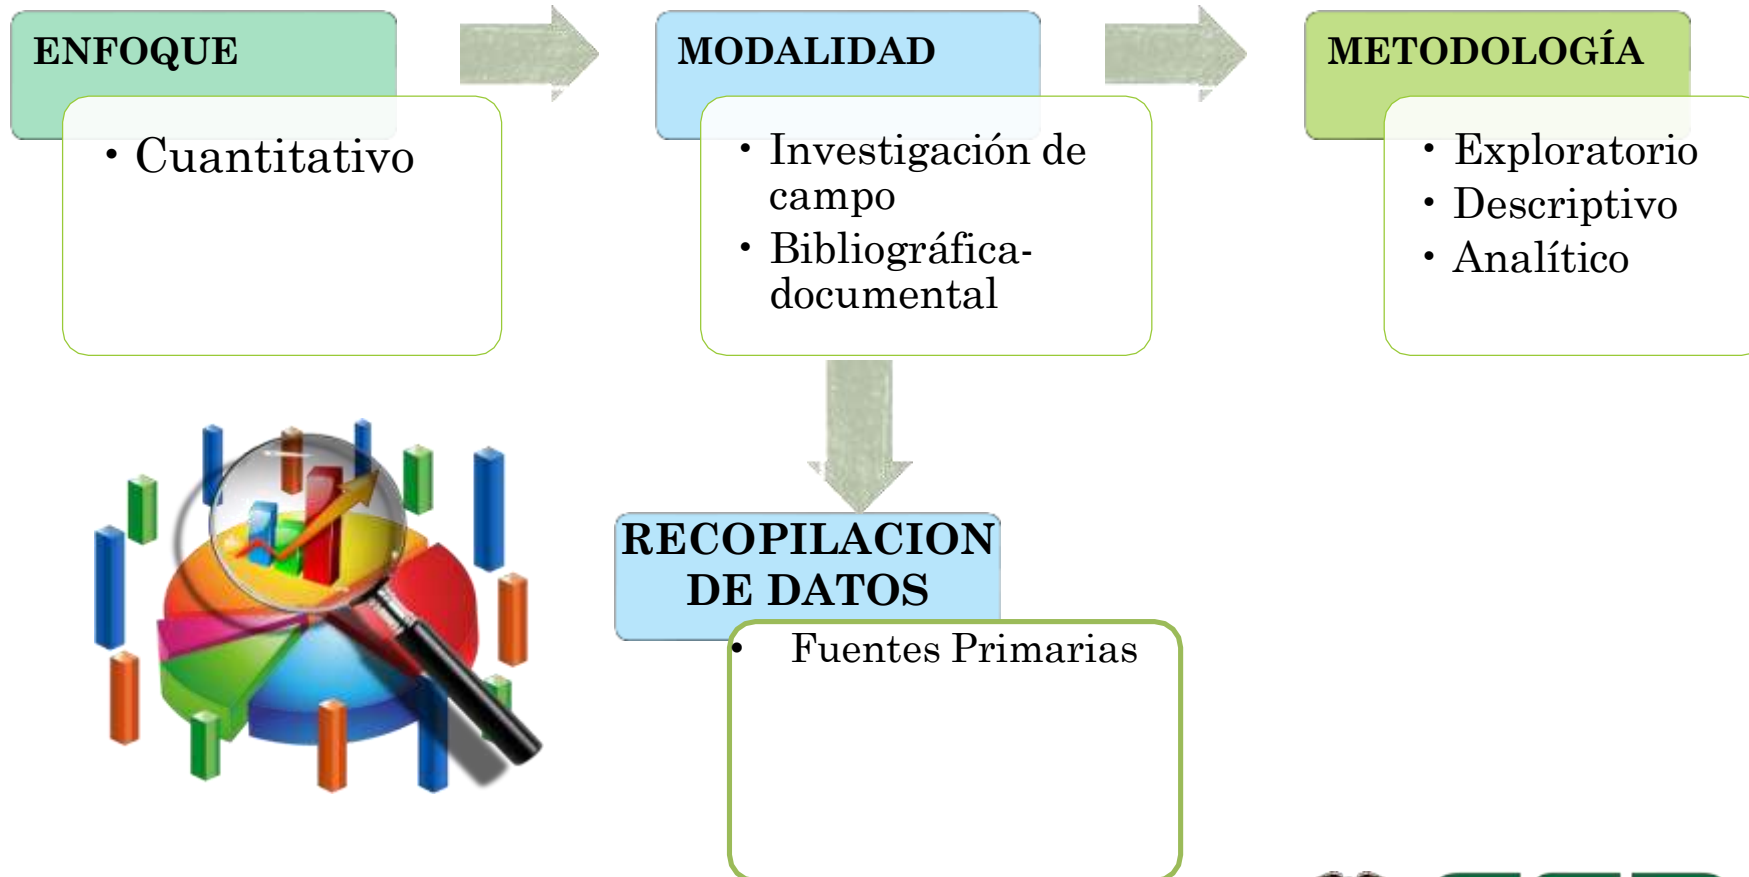 ENFOQUE
• Cuantitativo
MODALIDAD
• Investigación de
campo
• Bibliográfica-
documental
METODOLOGÍA
• Exploratorio
• Descriptivo
• Analítico
RECOPILACION
DE DATOS
• Fuentes Primarias